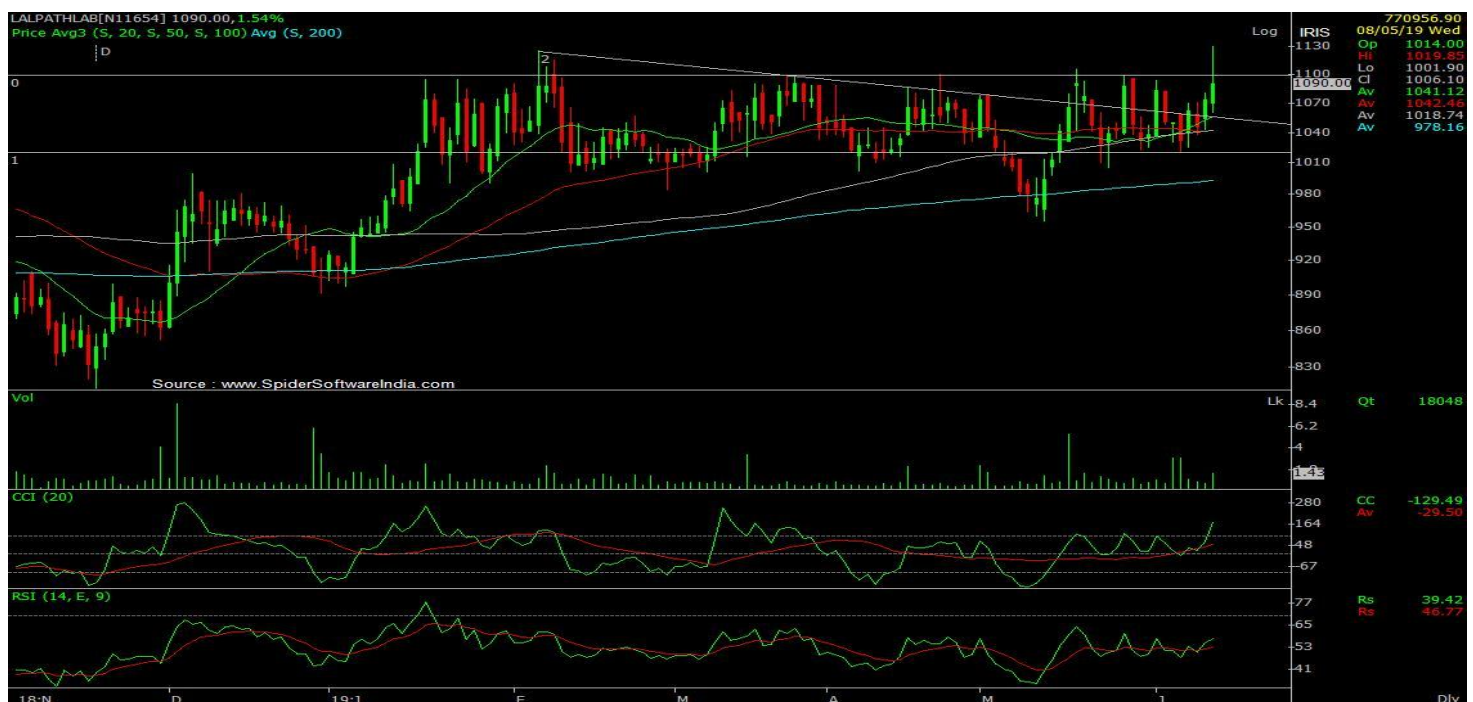 LALPATHLAB[N11654] 1090.00,1.54%
Price Avg3 (S, 20, S, 50, S, 100) Avg (S, 200)
D
2
0
1
Log
IRIS
1130
1100
1090.00
1070
1040
1010
980
950
920
890
860
830
770956.90
08/05/19 Wed
Op 1014.00
Hi 1019.85
Lo 1001.90
Cl 1006.10
Av 1041.12
Av 1042.46
Av 1018.74
Av 978.16
Source : www.SpiderSoftwareIndia.com
Vol
Lk
8.4
6.2
4
1.43
Qt 18048
CCI (20)
280
164
48
-67
CC -129.49
Av -29.50
RSI (14, E, 9)
77
65
53
41
Rs 39.42
Rs 46.77
18:N D 19:J F M A M J Dly